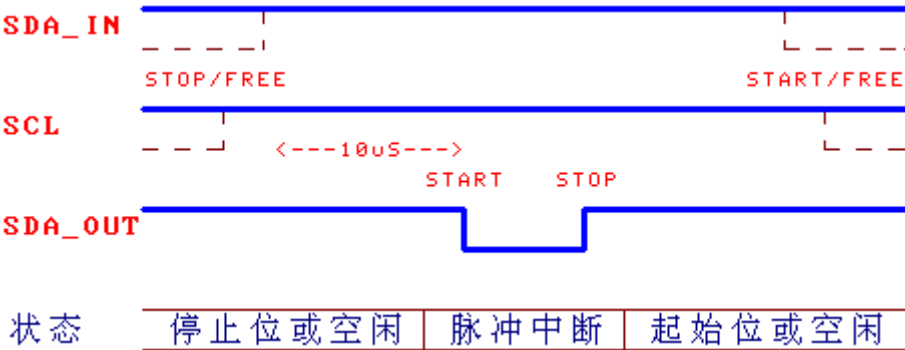 SDA_IN
STOP/FREE
START/FREE
SCL
<---10uS--->
START
STOP
SDA_OUT
状态
停止位或空闲
脉冲中断
起始位或空闲